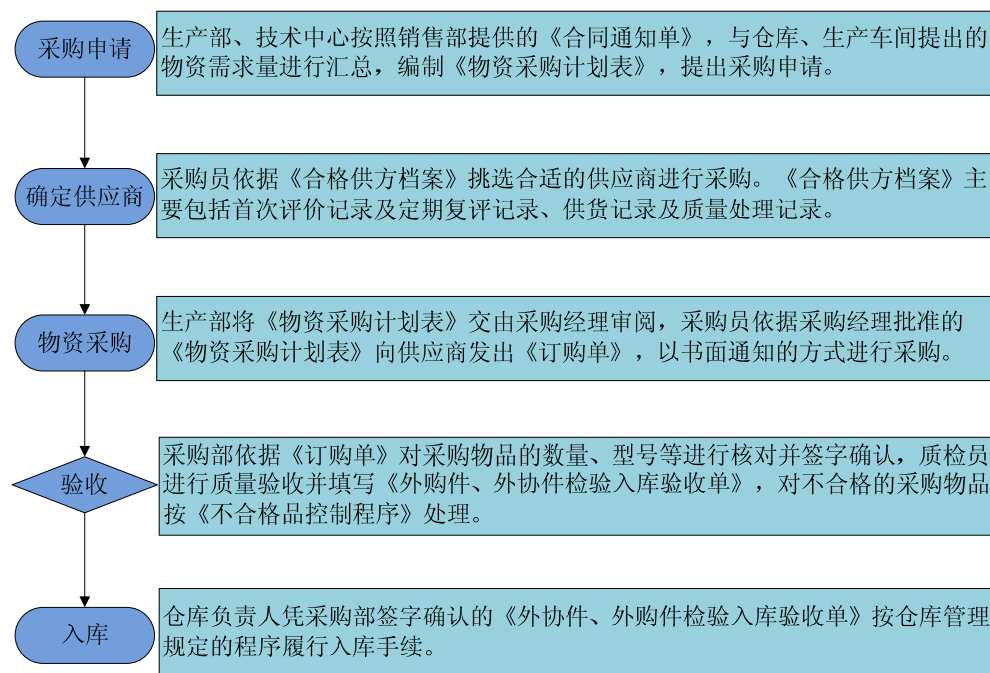 采购申请
生产部、技术中心按照销售部提供的《合同通知单》，与仓库、生产车间提出的
物资需求量进行汇总，编制《物资采购计划表》，提出采购申请。
确定供应商
采购员依据《合格供方档案》挑选合适的供应商进行采购。《合格供方档案》主
要包括首次评价记录及定期复评记录、供货记录及质量处理记录。
物资采购
生产部将《物资采购计划表》交由采购经理审阅，采购员依据采购经理批准的
《物资采购计划表》向供应商发出《订购单》，以书面通知的方式进行采购。
验收
采购部依据《订购单》对采购物品的数量、型号等进行核对并签字确认，质检员
进行质量验收并填写《外购件、外协件检验入库验收单》，对不合格的采购物品
按《不合格品控制程序》处理。
入库
仓库负责人凭采购部签字确认的《外协件、外购件检验入库验收单》按仓库管理
规定的程序履行入库手续。